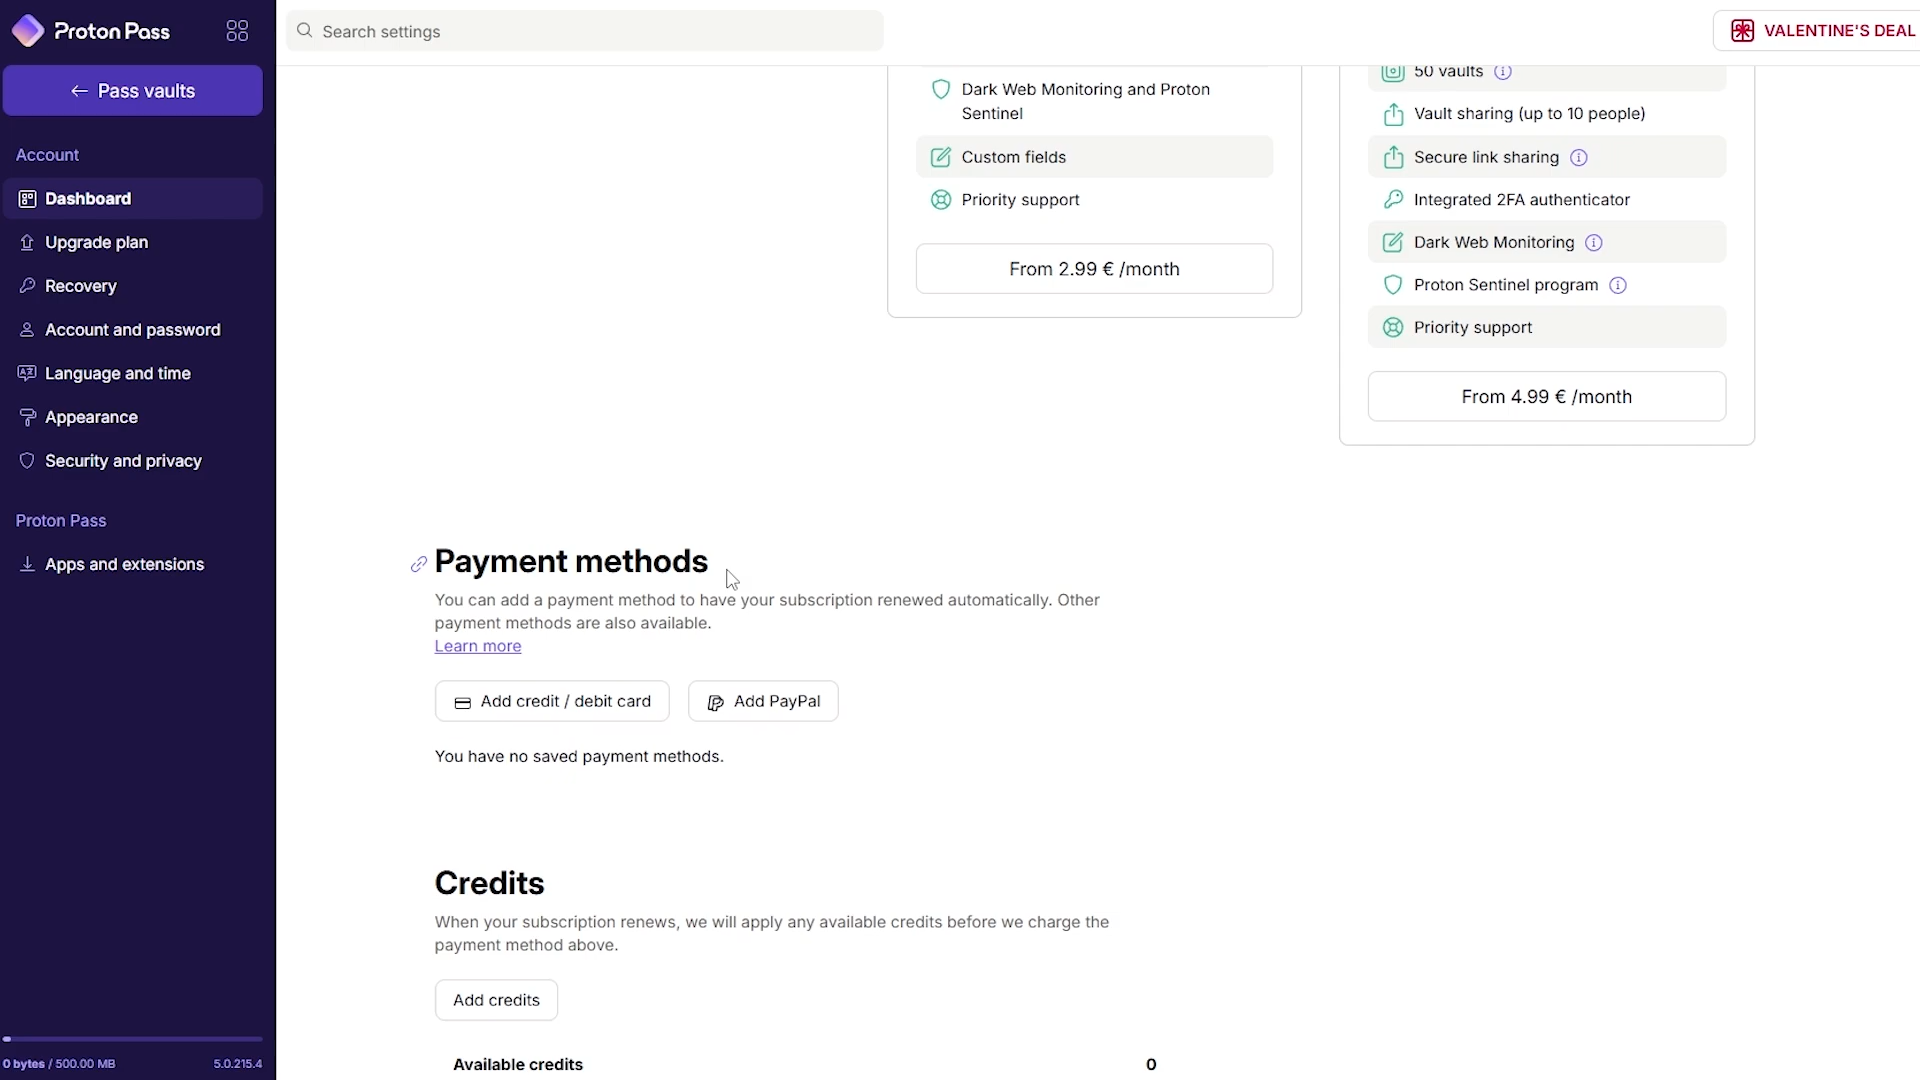 Proton Pass
Search settings
VALENTINE'S DEAL
Pass vaults
Account
Dashboard
Upgrade plan
Recovery
Account and password
Language and time
Appearance
Security and privacy
Proton Pass
Apps and extensions
0 bytes / 500.00 MB
5.0.215.4
Dark Web Monitoring and Proton
Sentinel
Custom fields
Priority support
From 2.99 € /month
50 vaults
Vault sharing (up to 10 people)
Secure link sharing
Integrated 2FA authenticator
Dark Web Monitoring
Proton Sentinel program
Priority support
From 4.99 € /month
Payment methods
You can add a payment method to have your subscription renewed automatically. Other
payment methods are also available.
Learn more
Add credit / debit card
Add PayPal
You have no saved payment methods.
Credits
When your subscription renews, we will apply any available credits before we charge the
payment method above.
Add credits
Available credits
0